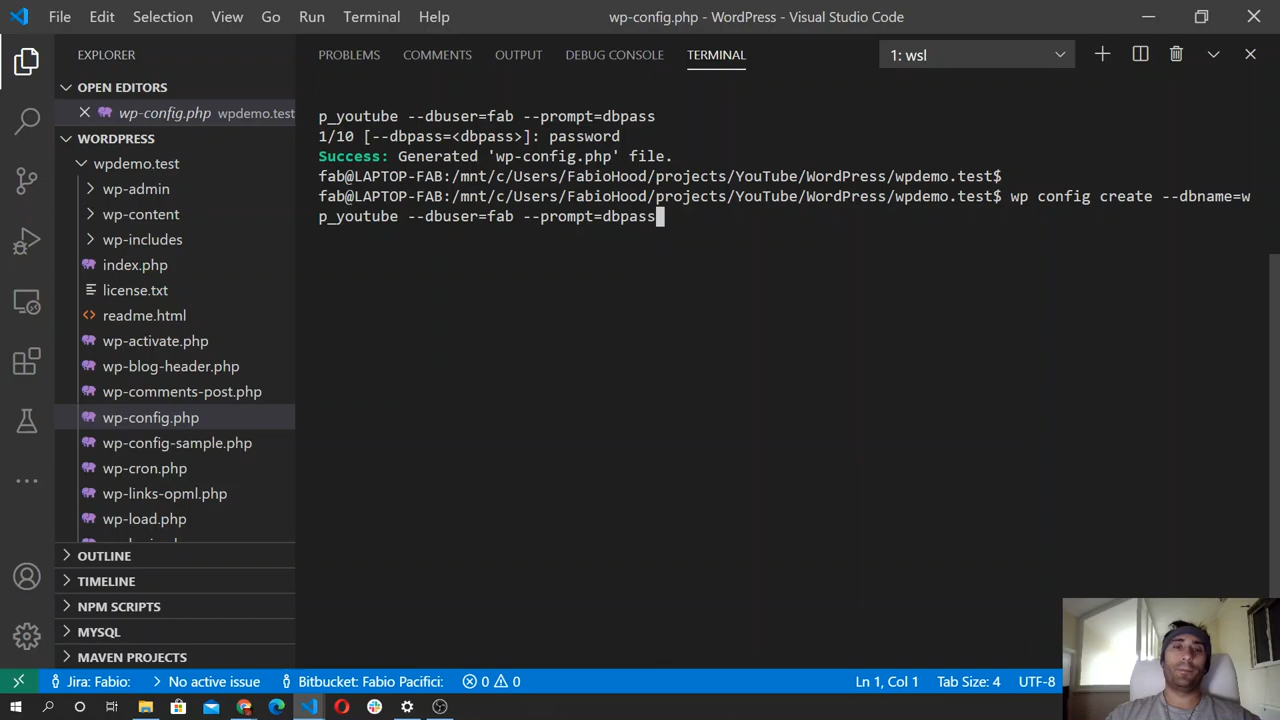 File Edit Selection View Go Run Terminal Help wp-config.php - WordPress - Visual Studio Code
EXPLORER
PROBLEMS COMMENTS OUTPUT DEBUG CONSOLE TERMINAL 1: wsl
OPEN EDITORS
wp-config.php wpdemo.test
WORDPRESS
wpdemo.test
wp-admin
wp-content
wp-includes
index.php
license.txt
readme.html
wp-activate.php
wp-blog-header.php
wp-comments-post.php
wp-config.php
wp-config-sample.php
wp-cron.php
wp-links-opml.php
wp-load.php
OUTLINE
TIMELINE
NPM SCRIPTS
MYSQL
MAVEN PROJECTS
p_youtube --dbuser=fab --prompt=dbpass
1/10 [--dbpass=<dbpass>]: password
Success: Generated 'wp-config.php' file.
fab@LAPTOP-FAB:/mnt/c/Users/FabioHood/projects/YouTube/WordPress/wpdemo.test$
fab@LAPTOP-FAB:/mnt/c/Users/FabioHood/projects/YouTube/WordPress/wpdemo.test$ wp config create --dbname=w
p_youtube --dbuser=fab --prompt=dbpass
Jira: Fabio: No active issue Bitbucket: Fabio Pacifici: 0 0 Ln 1, Col 1 Tab Size: 4 UTF-8